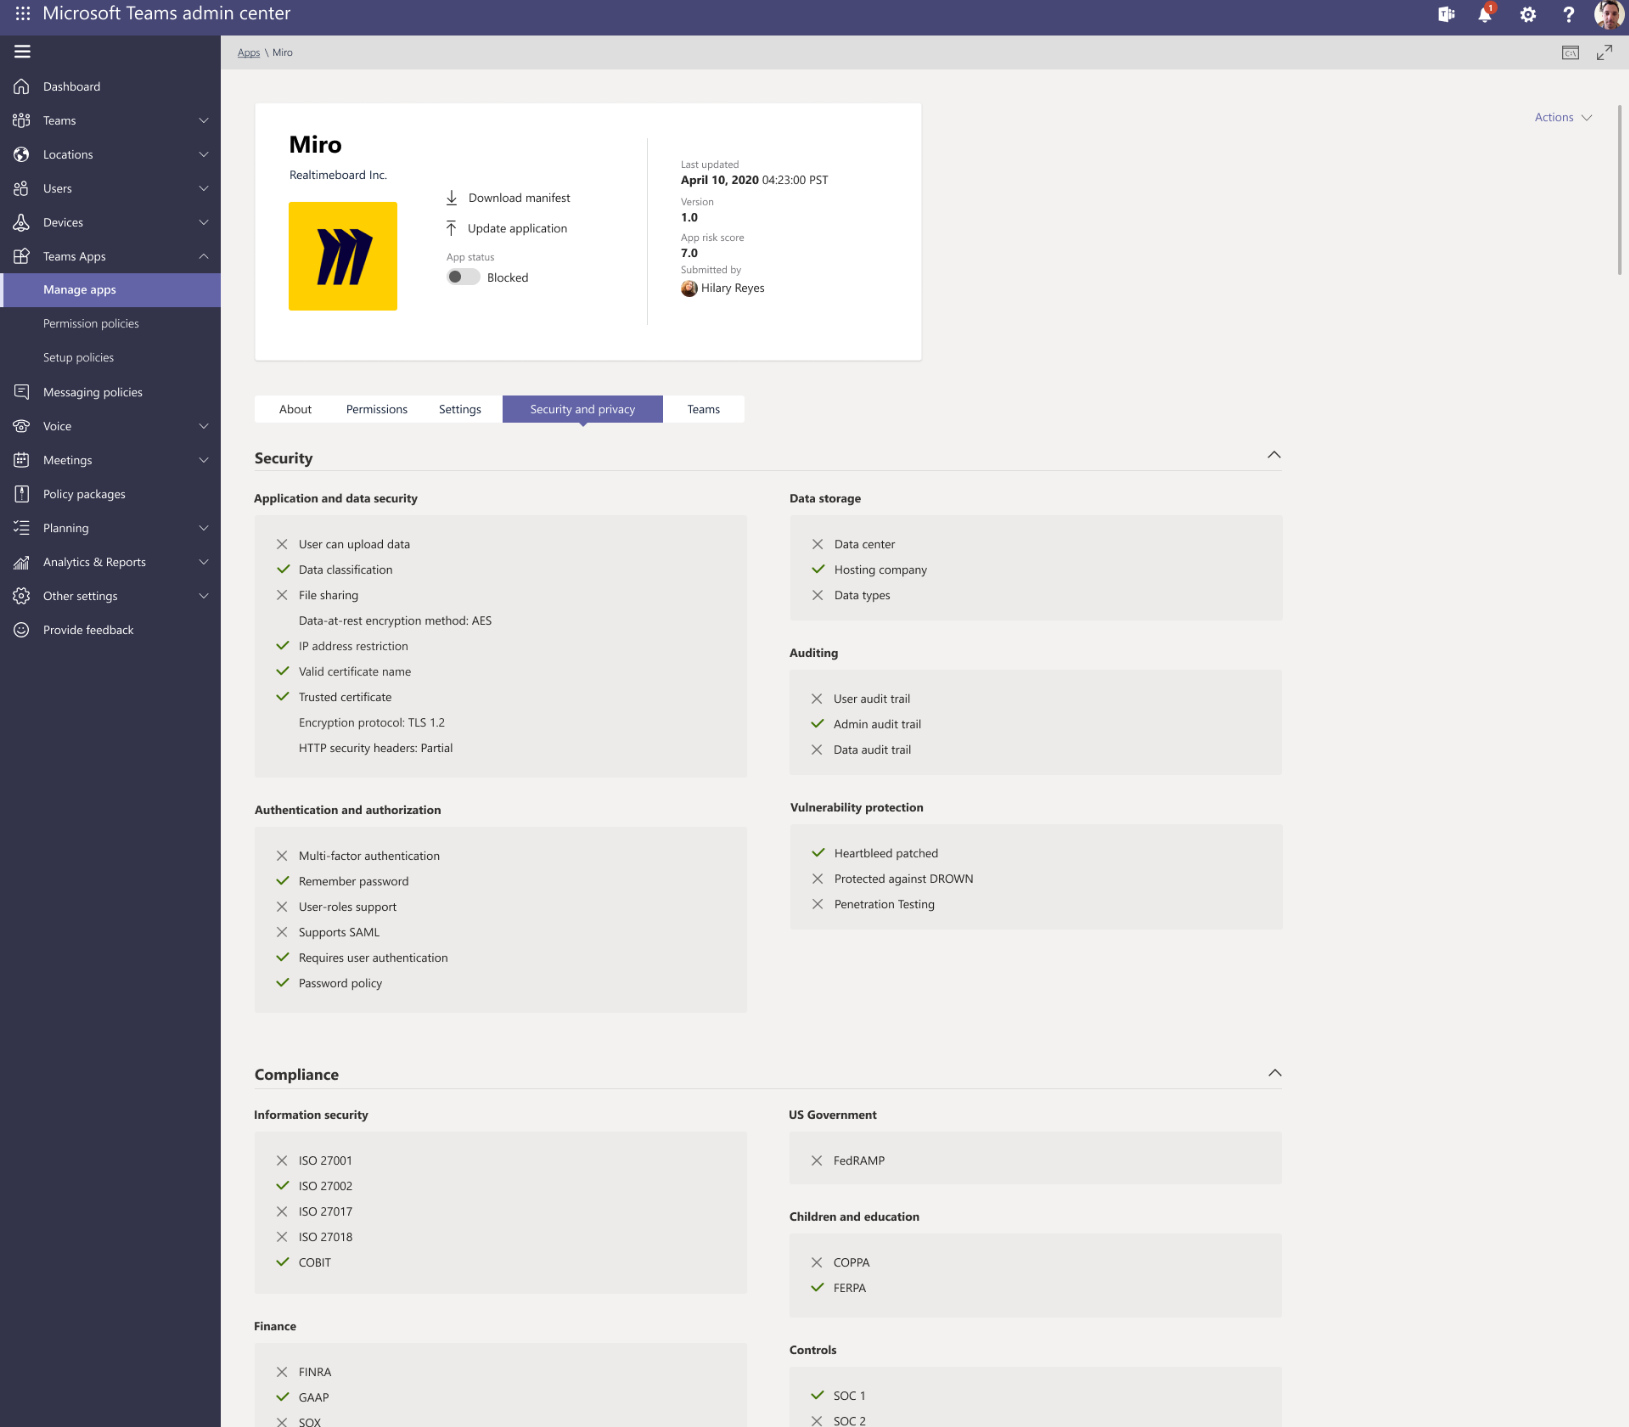 Microsoft Teams admin center
1
Apps \ Miro
Dashboard
Teams
Locations
Users
Devices
Teams Apps
Manage apps
Permission policies
Setup policies
Messaging policies
Voice
Meetings
Policy packages
Planning
Analytics & Reports
Other settings
Provide feedback
Actions
Miro
Realtimeboard Inc.
Download manifest
Update application
App status
Blocked
Last updated
April 10, 2020 04:23:00 PST
Version
1.0
App risk score
7.0
Submitted by
Hilary Reyes
About Permissions Settings Security and privacy Teams
Security
Application and data security
User can upload data
Data classification
File sharing
Data-at-rest encryption method: AES
IP address restriction
Valid certificate name
Trusted certificate
Encryption protocol: TLS 1.2
HTTP security headers: Partial
Authentication and authorization
Multi-factor authentication
Remember password
User-roles support
Supports SAML
Requires user authentication
Password policy
Data storage
Data center
Hosting company
Data types
Auditing
User audit trail
Admin audit trail
Data audit trail
Vulnerability protection
Heartbleed patched
Protected against DROWN
Penetration Testing
Compliance
Information security
ISO 27001
ISO 27002
ISO 27017
ISO 27018
COBIT
Finance
FINRA
GAAP
SOX
US Government
FedRAMP
Children and education
COPPA
FERPA
Controls
SOC 1
SOC 2